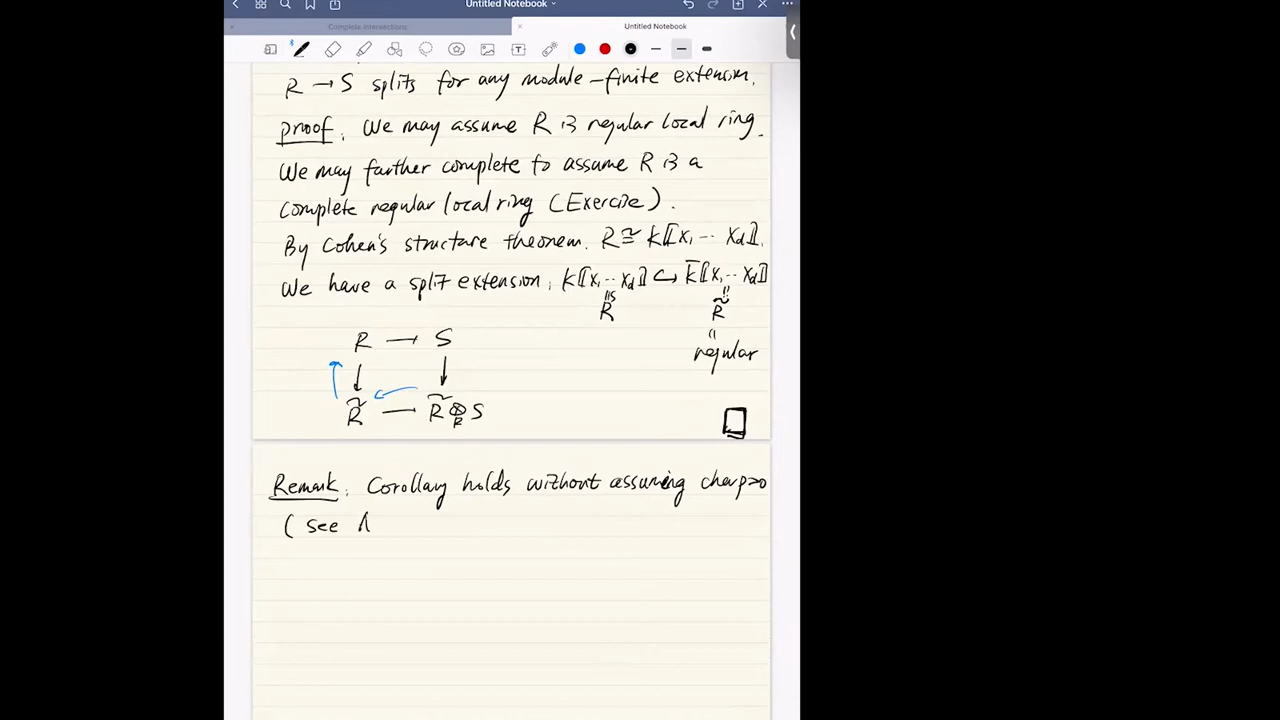 Untitled Notebook
Complete intersections
Untitled Notebook
R → S splits for any module-finite extension.
proof: We may assume R is regular local ring.
We may further complete to assume R is a
complete regular local ring (Exercise).
By Cohen's structure theorem. R ≅ k⟦x₁ ... x_d⟧.
We have a split extension: k⟦x₁ ... x_d⟧ ↪ k̄⟦x₁ ... x_d⟧
R R̃
R → S regular
R̃ → R̃ ⊗_R S
Remark: Corollary holds without assuming char p>0
( see A